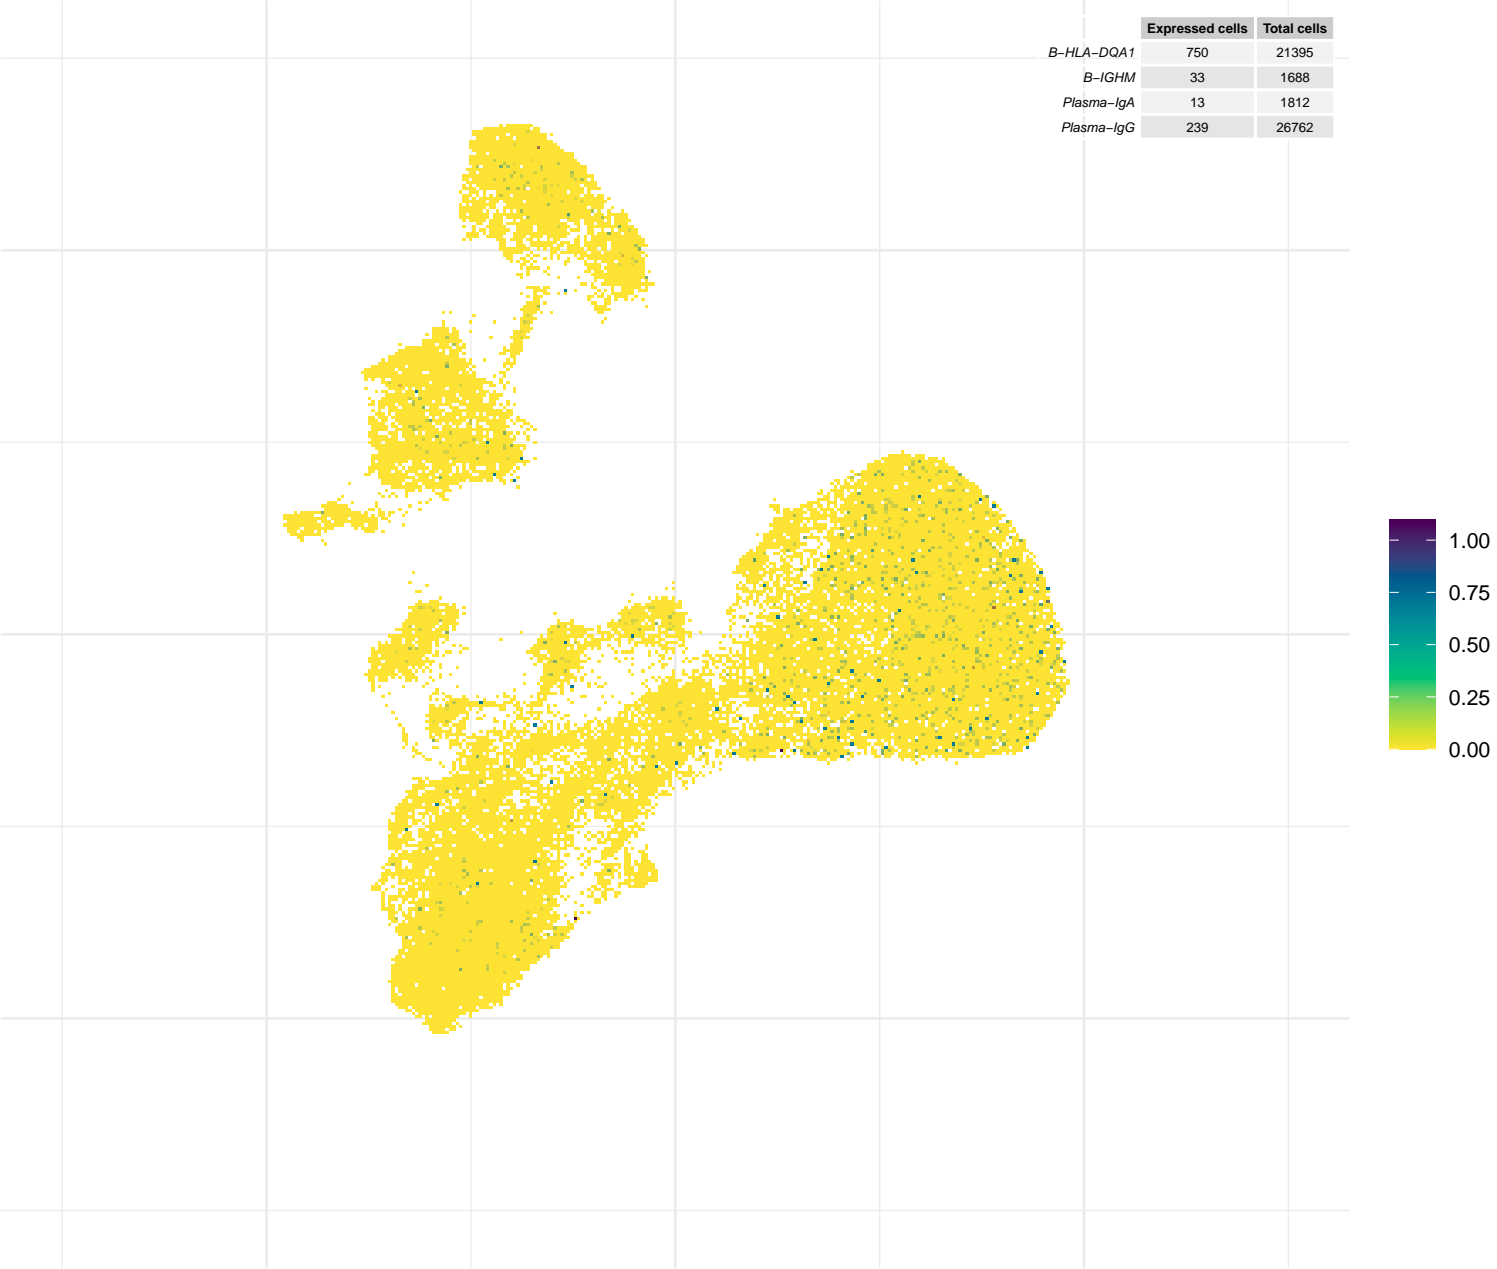 Expressed cells Total cells
B−HLA−DQA1 750 21395
B−IGHM 33 1688
Plasma−IgA 13 1812
Plasma−IgG 239 26762
1.00
0.75
0.50
0.25
0.00